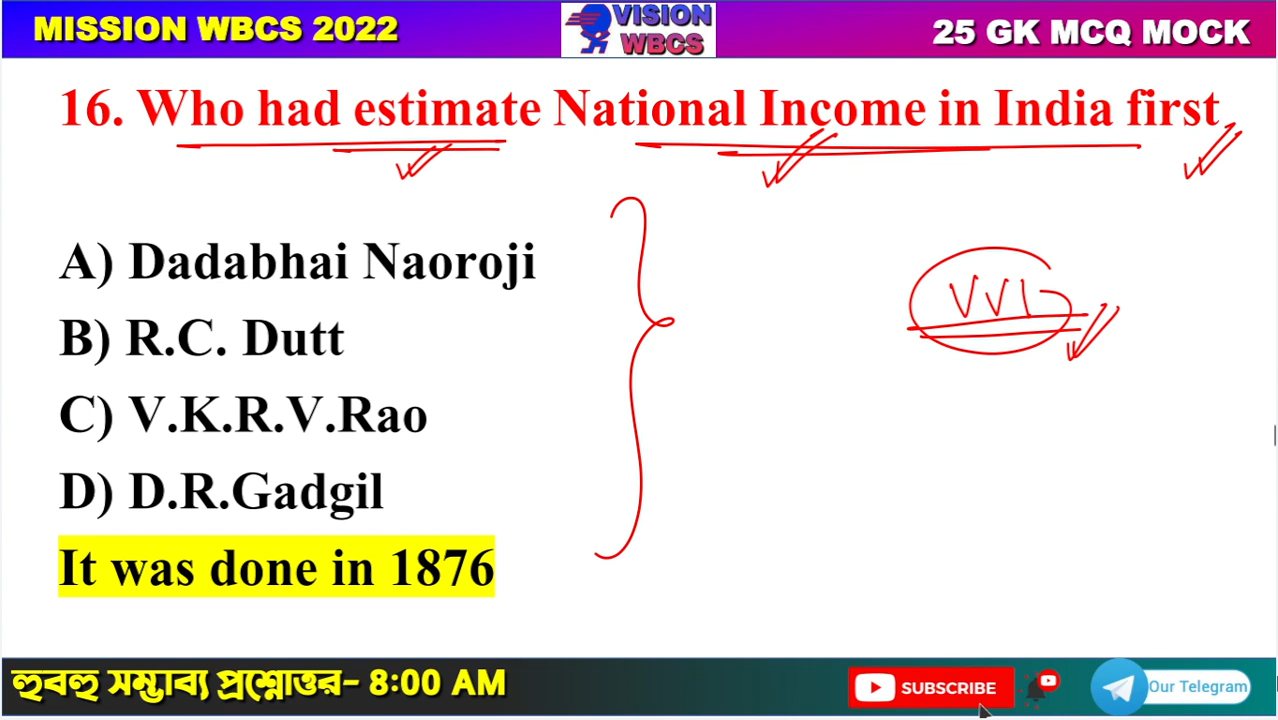 MISSION WBCS 2022
VISION
WBCS
25 GK MCQ MOCK
16. Who had estimate National Income in India first
A) Dadabhai Naoroji
B) R.C. Dutt
VVI
C) V.K.R.V.Rao
D) D.R.Gadgil
It was done in 1876
হুবহু সম্ভাব্য প্রশ্নোত্তর- 8:00 AM
SUBSCRIBE
Our Telegram